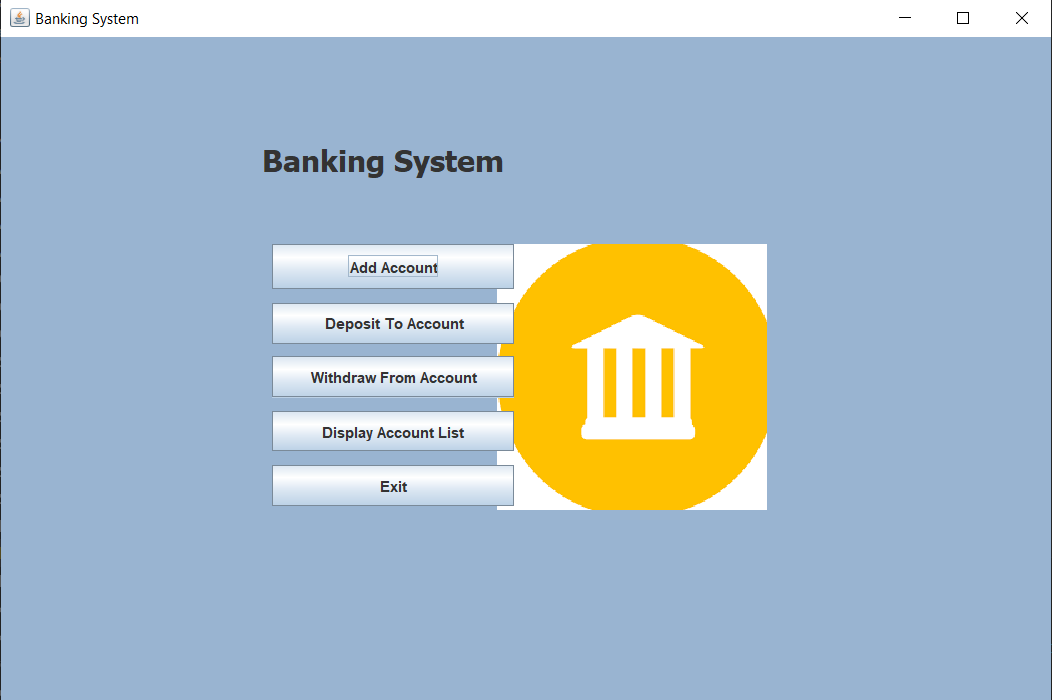 Banking System
Banking System
Add Account
Deposit To Account
Withdraw From Account
Display Account List
Exit